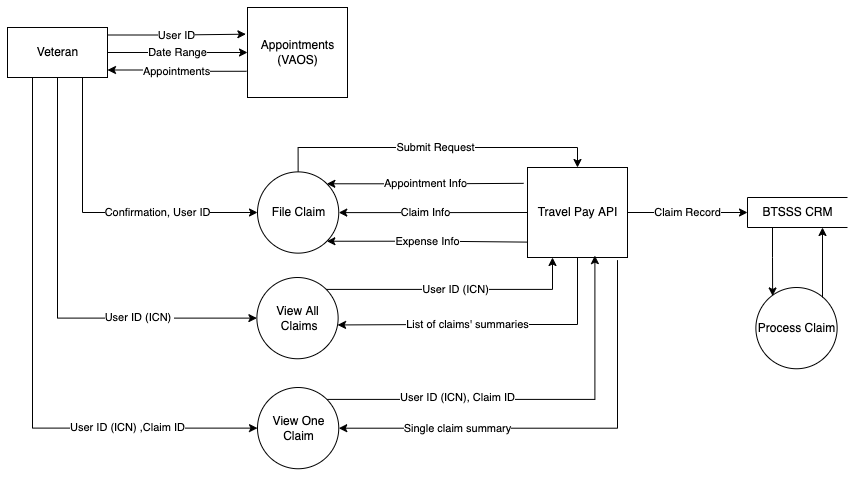 User ID
Veteran
Date Range
Appointments
Appointments
(VAOS)
Submit Request
Appointment Info
Confirmation, User ID
File Claim
Claim Info
Travel Pay API
Claim Record
BTSSS CRM
Expense Info
User ID (ICN)
User ID (ICN)
View All
Claims
List of claims' summaries
Process Claim
User ID (ICN), Claim ID
User ID (ICN) ,Claim ID
View One
Claim
Single claim summary